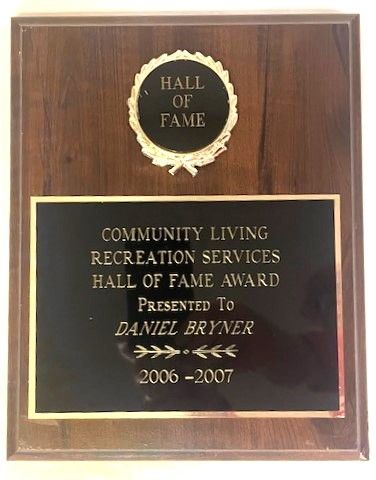 HALL
OF
FAME
COMMUNITY LIVING
RECREATION SERVICES
HALL OF FAME AWARD
PRESENTED TO
DANIEL BRYNER
2006 - 2007